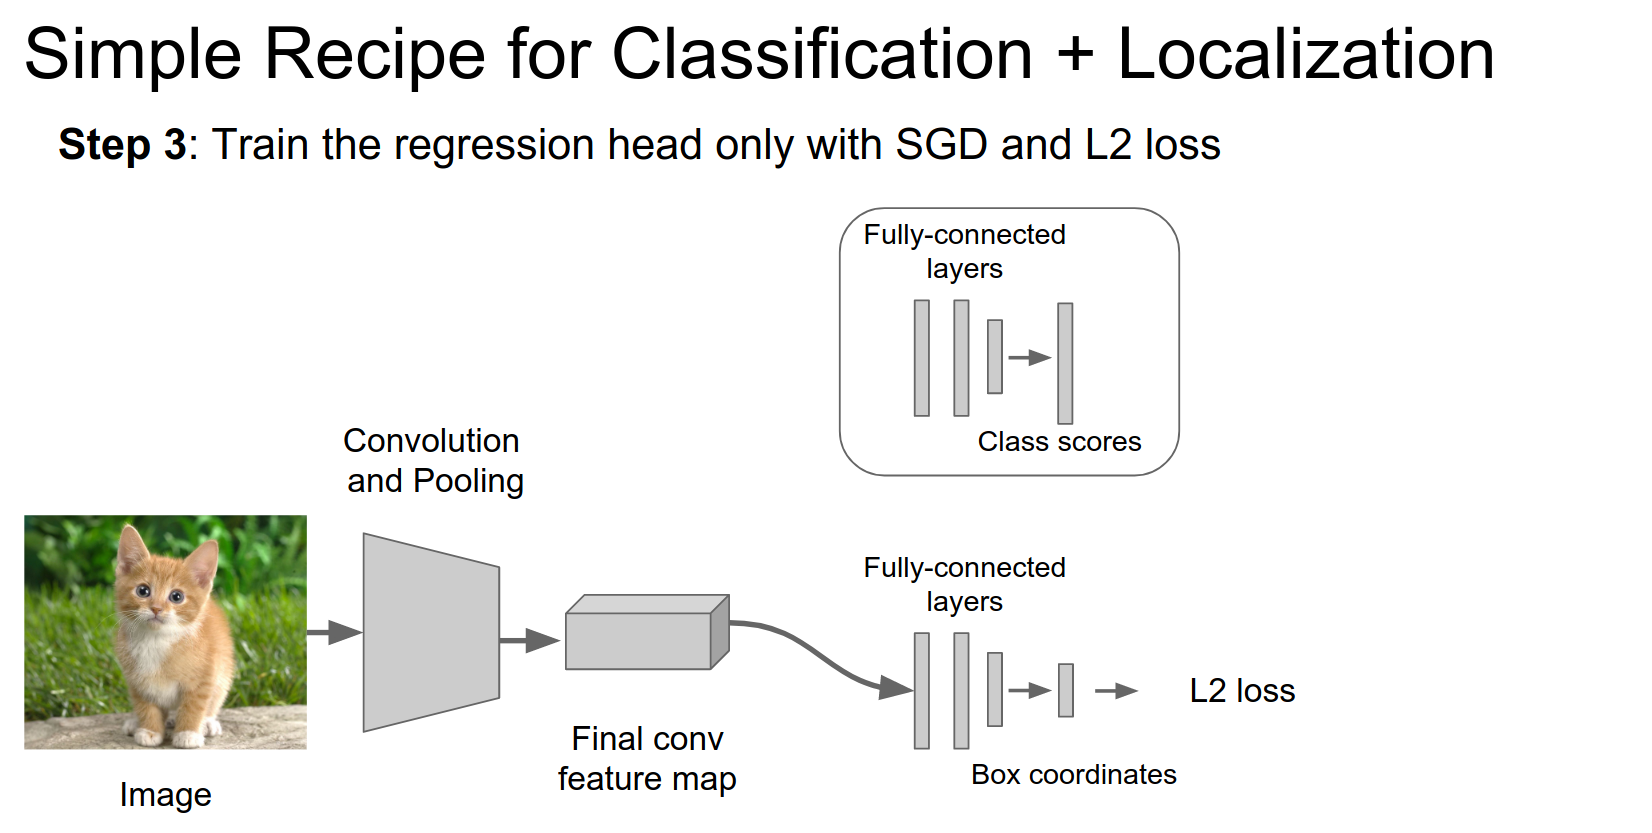 Simple Recipe for Classification + Localization
Step 3: Train the regression head only with SGD and L2 loss
Fully-connected
layers
Class scores
Convolution
and Pooling
Fully-connected
layers
L2 loss
Final conv
feature map
Box coordinates
Image